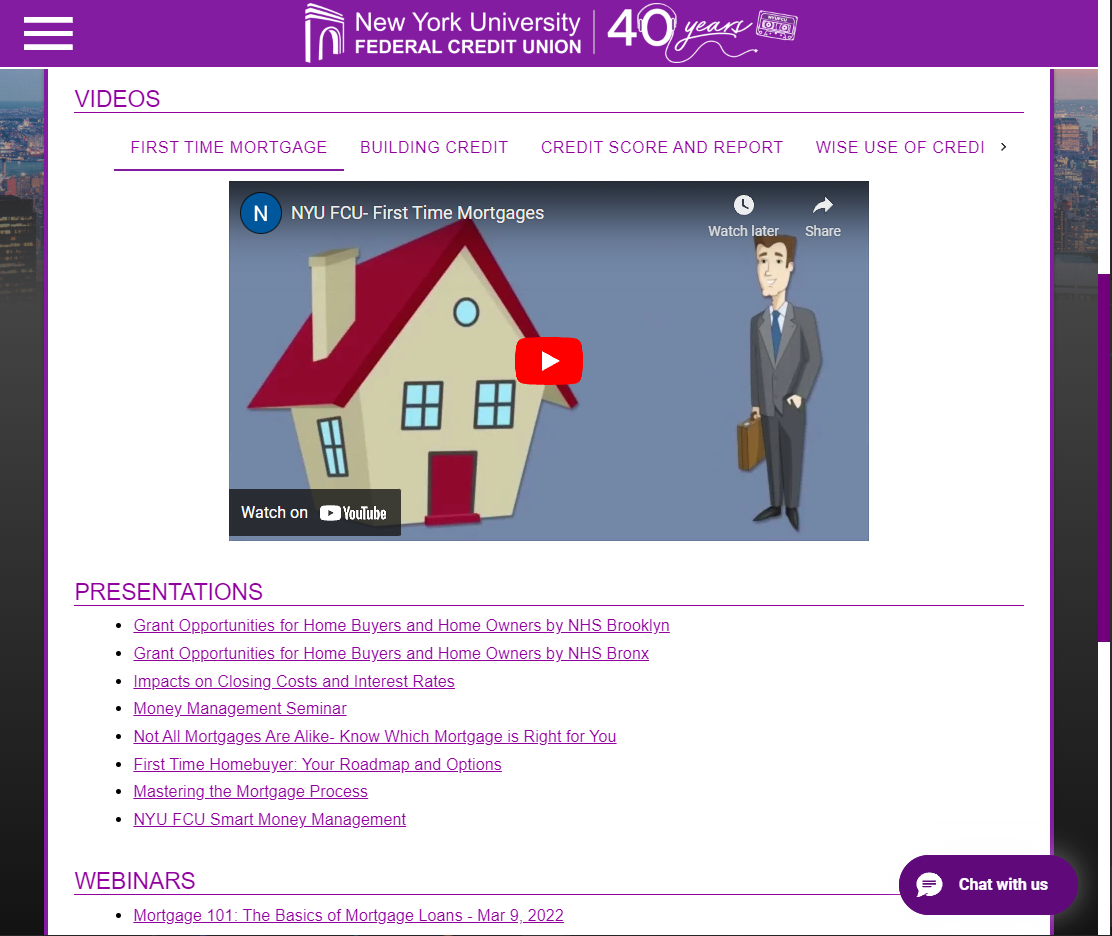 New York University
FEDERAL CREDIT UNION
40 years
NYUFCU
VIDEOS
FIRST TIME MORTGAGE BUILDING CREDIT CREDIT SCORE AND REPORT WISE USE OF CREDI
N NYU FCU- First Time Mortgages
Watch later Share
Watch on YouTube
PRESENTATIONS
Grant Opportunities for Home Buyers and Home Owners by NHS Brooklyn
Grant Opportunities for Home Buyers and Home Owners by NHS Bronx
Impacts on Closing Costs and Interest Rates
Money Management Seminar
Not All Mortgages Are Alike- Know Which Mortgage is Right for You
First Time Homebuyer: Your Roadmap and Options
Mastering the Mortgage Process
NYU FCU Smart Money Management
WEBINARS
Chat with us
Mortgage 101: The Basics of Mortgage Loans - Mar 9, 2022